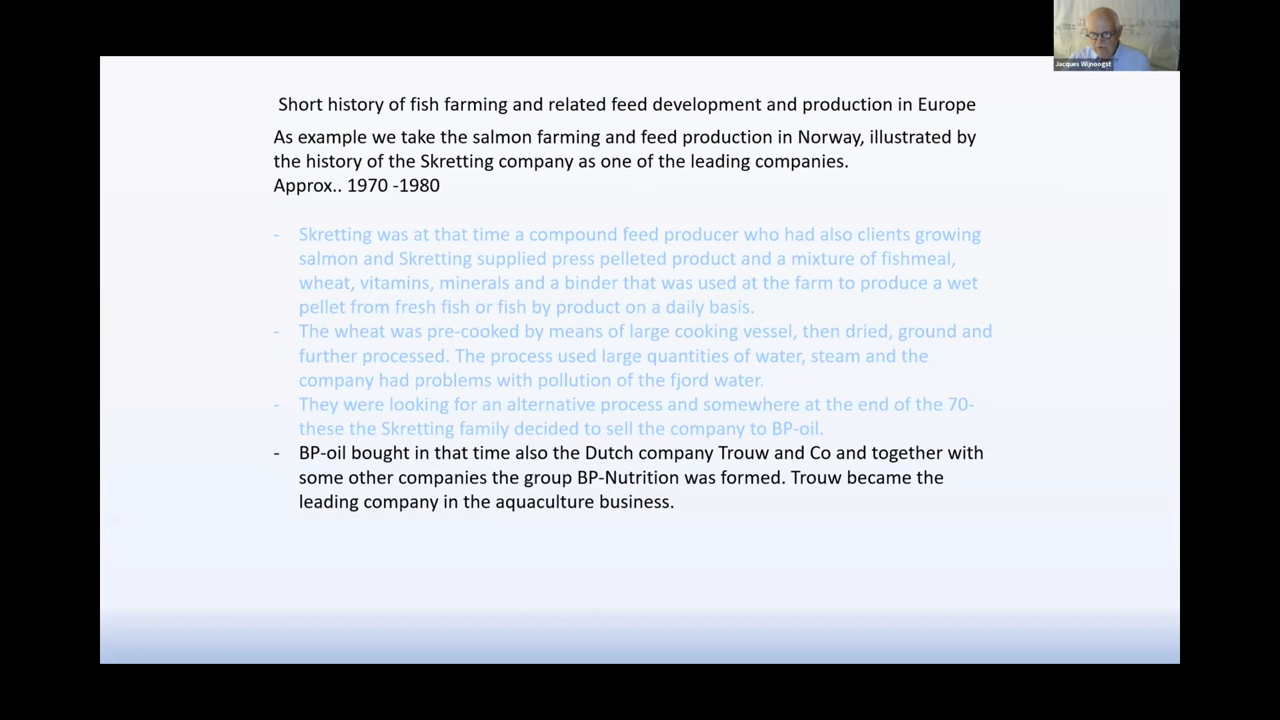 Jacques Wijnoogst
Short history of fish farming and related feed development and production in Europe
As example we take the salmon farming and feed production in Norway, illustrated by
the history of the Skretting company as one of the leading companies.
Approx.. 1970 -1980
- Skretting was at that time a compound feed producer who had also clients growing
salmon and Skretting supplied press pelleted product and a mixture of fishmeal,
wheat, vitamins, minerals and a binder that was used at the farm to produce a wet
pellet from fresh fish or fish by product on a daily basis.
- The wheat was pre-cooked by means of large cooking vessel, then dried, ground and
further processed. The process used large quantities of water, steam and the
company had problems with pollution of the fjord water.
- They were looking for an alternative process and somewhere at the end of the 70-
these the Skretting family decided to sell the company to BP-oil.
- BP-oil bought in that time also the Dutch company Trouw and Co and together with
some other companies the group BP-Nutrition was formed. Trouw became the
leading company in the aquaculture business.